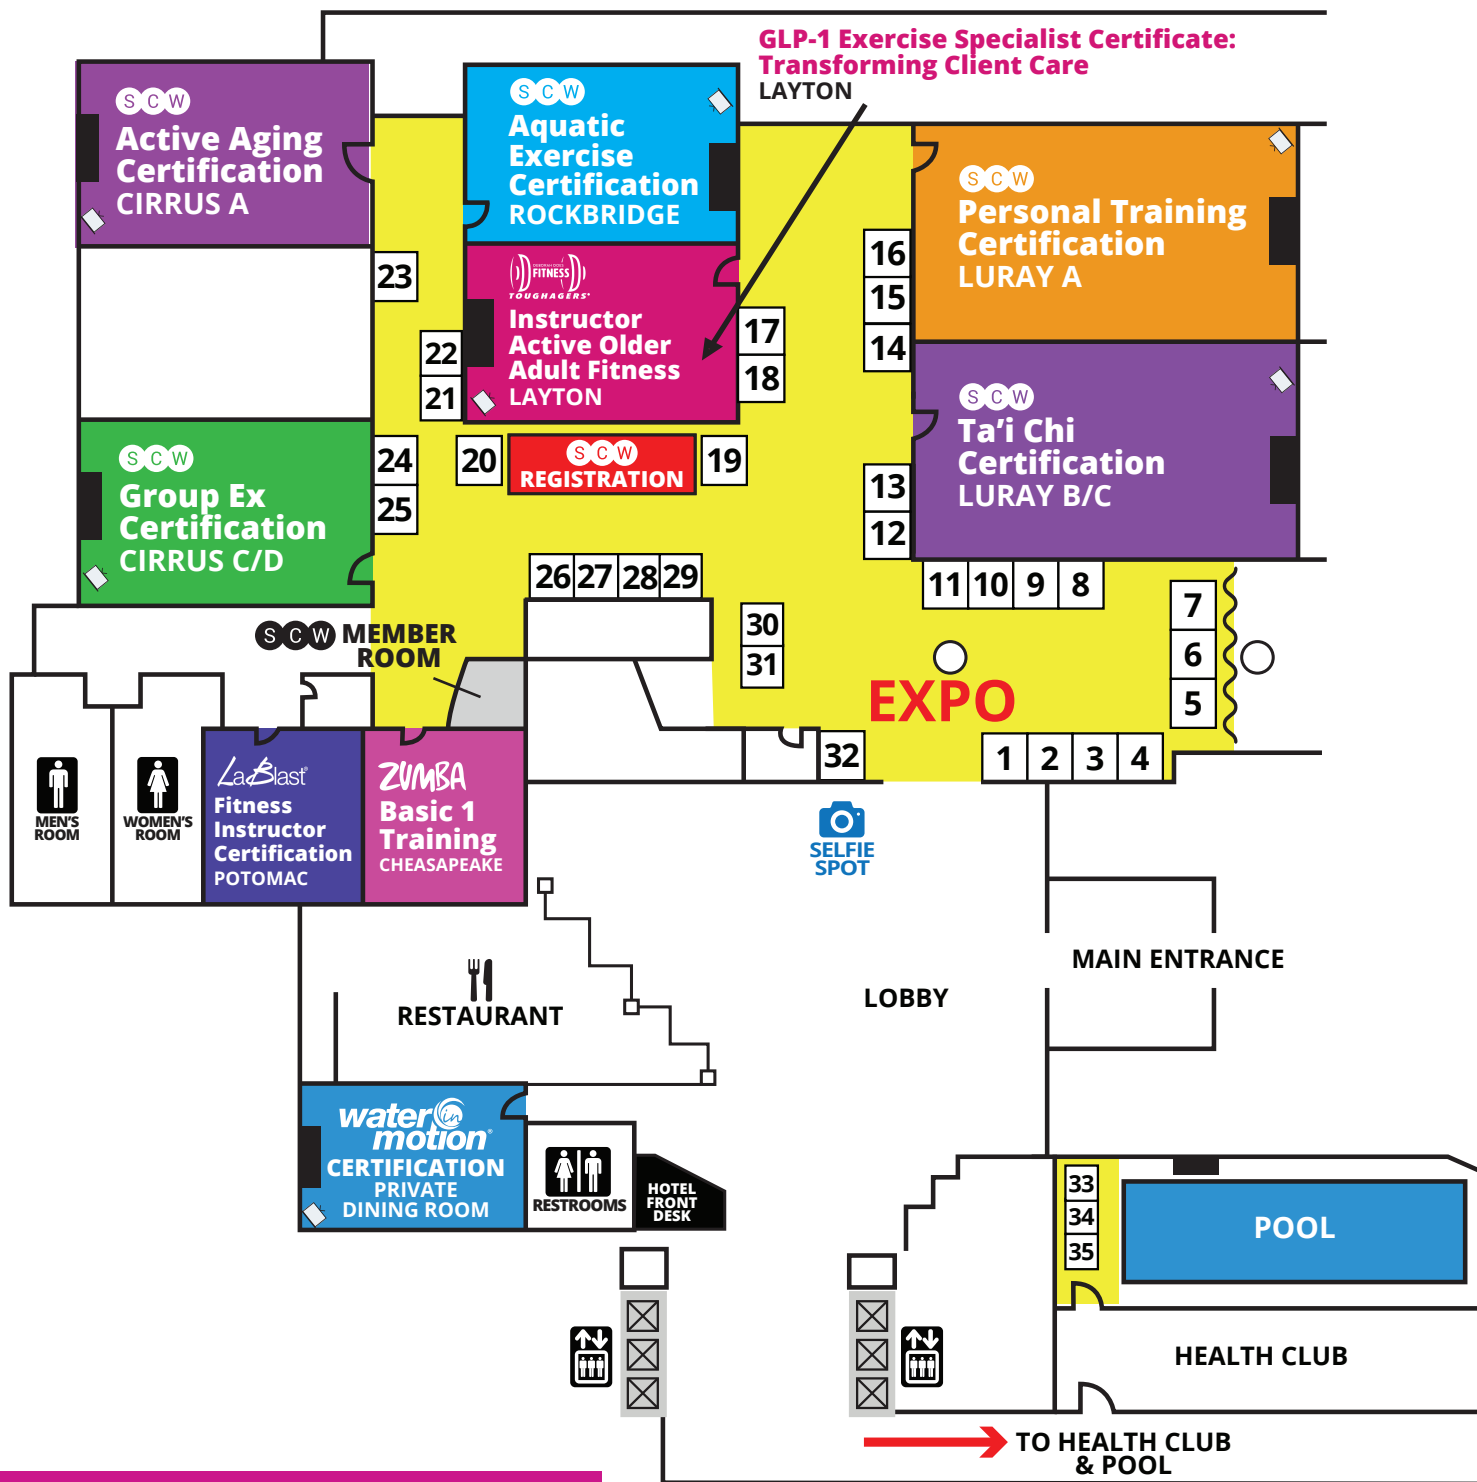 GLP-1 Exercise Specialist Certificate:
Transforming Client Care
LAYTON
SCW
Active Aging
Certification
CIRRUS A
SCW
Aquatic
Exercise
Certification
ROCKBRIDGE
SCW
Personal Training
Certification
LURAY A
FITNESS
TOUGHAGERS
Instructor
Active Older
Adult Fitness
LAYTON
23
22
21
17
18
16
15
14
SCW
Ta'i Chi
Certification
LURAY B/C
SCW
Group Ex
Certification
CIRRUS C/D
24
25
20
SCW
REGISTRATION
19
13
12
26 27 28 29
11 10 9 8
7
6
5
30
31
SCW MEMBER
ROOM
EXPO
32
1 2 3 4
MEN'S
ROOM
WOMEN'S
ROOM
LaBlast®
Fitness
Instructor
Certification
POTOMAC
ZUMBA
Basic 1
Training
CHEASAPEAKE
SELFIE
SPOT
RESTAURANT
LOBBY
MAIN ENTRANCE
water in
motion®
CERTIFICATION
PRIVATE
DINING ROOM
RESTROOMS
HOTEL
FRONT
DESK
33
34
35
POOL
HEALTH CLUB
TO HEALTH CLUB
& POOL